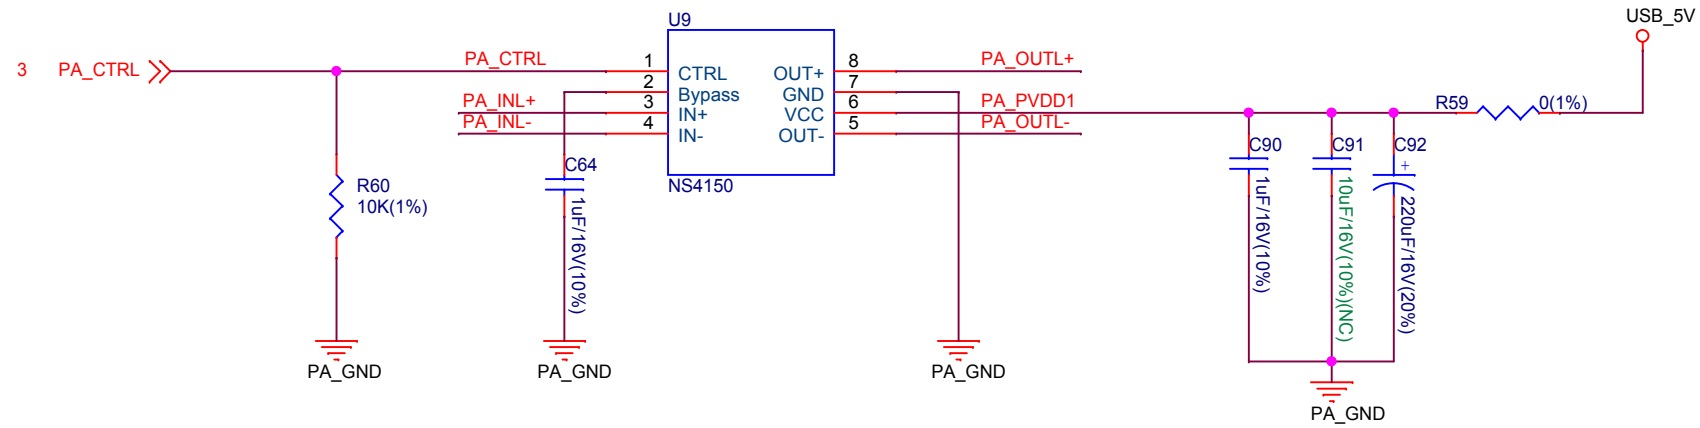 USB_5V
U9
3 PA_CTRL
PA_CTRL 1 8 PA_OUTL+
CTRL OUT+
2 7
Bypass GND
PA_INL+ 3 6 PA_PVDD1
IN+ VCC
R59 0(1%)
PA_INL- 4 5 PA_OUTL-
IN- OUT-
C90 C91 C92
+
C64
NS4150
R60
10K(1%)
1uF/16V(10%)
1uF/16V(10%)
10uF/16V(10%)(NC)
220uF/16V(20%)
PA_GND PA_GND PA_GND
PA_GND